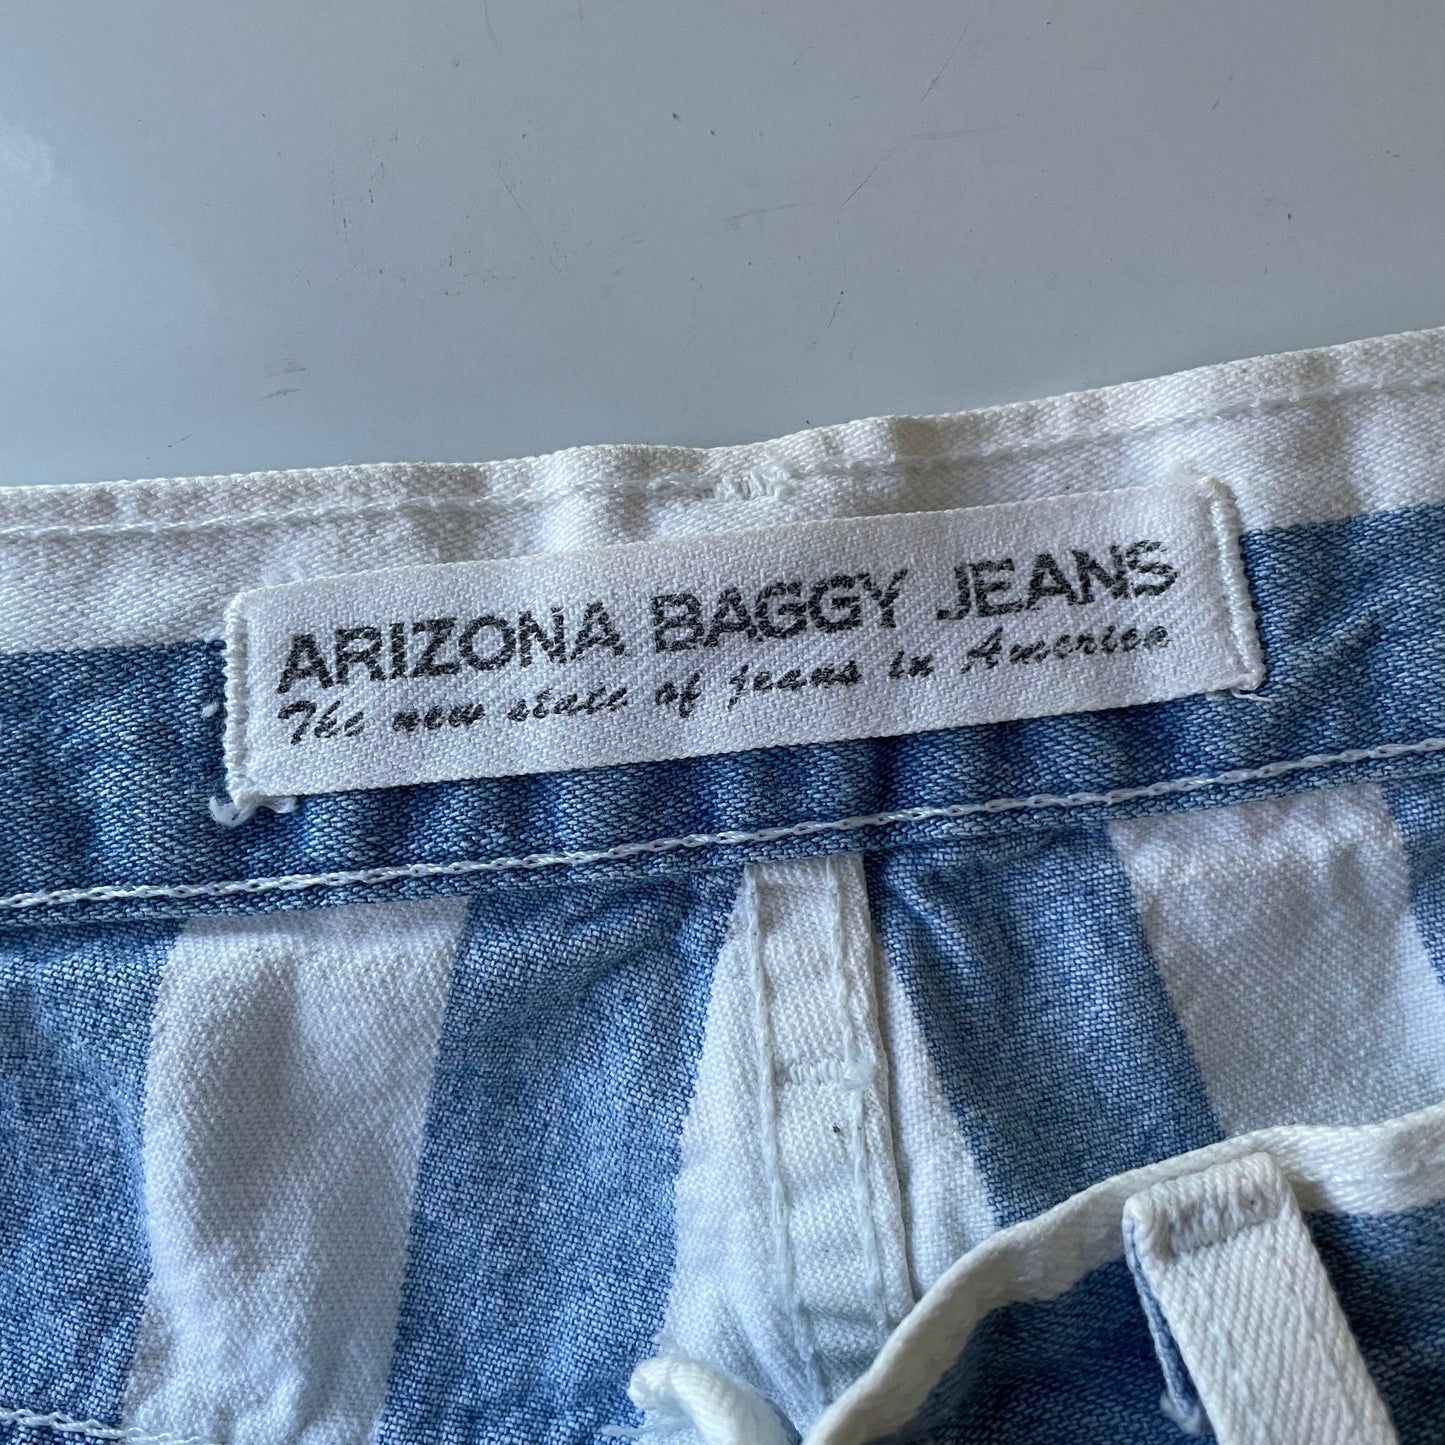 ARIZONA BAGGY JEANS
The new state of jeans in America